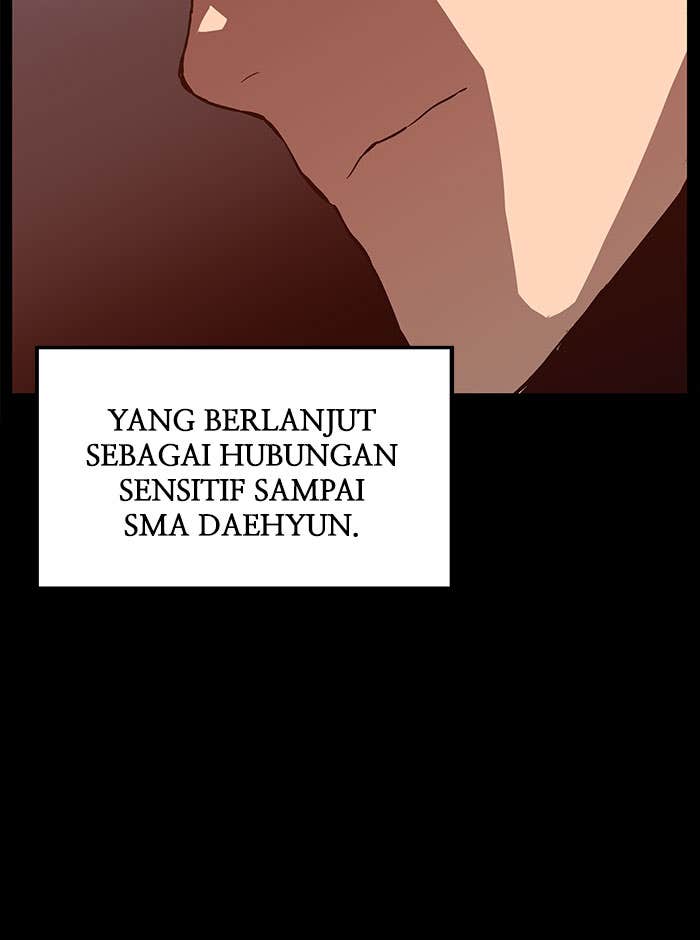 YANG BERLANJUT
SEBAGAI HUBUNGAN
SENSITIF SAMPAI
SMA DAEHYUN.